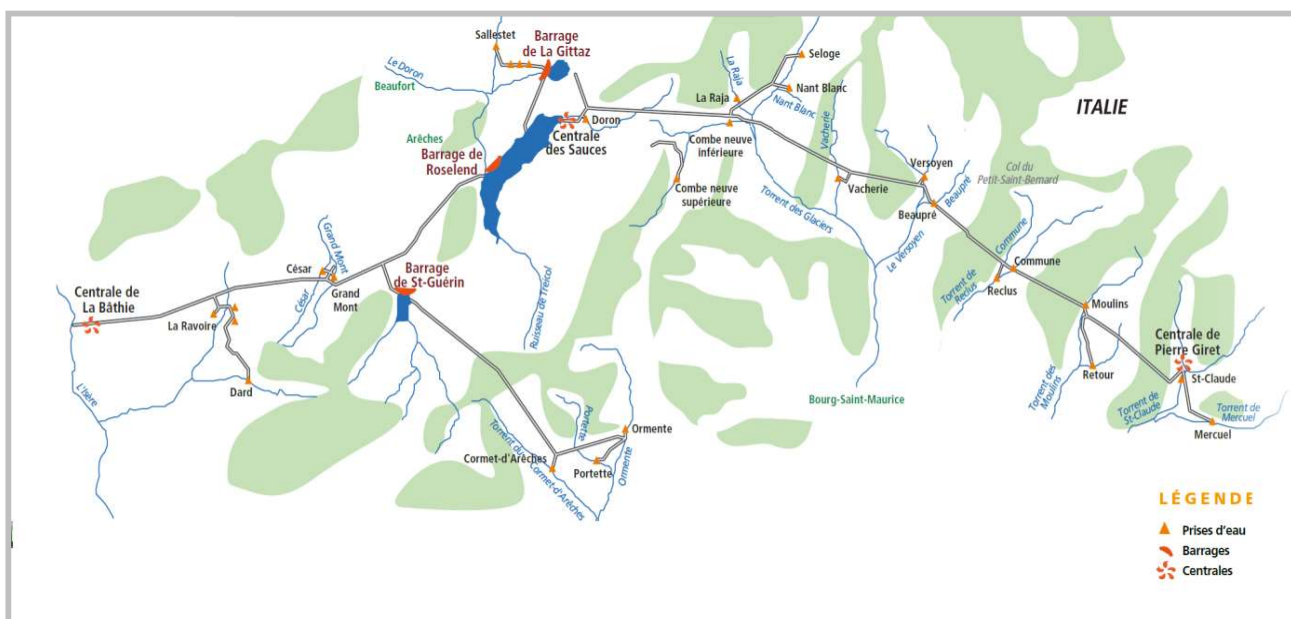 Sallestet
Barrage
de La Gittaz
Le Doron
Beaufort
La Raja
Seloge
Nant Blanc
La Raja
Nant Blanc
ITALIE
Arêches
Doron
Centrale
des Sauces
Barrage de
Roselend
Combe neuve
inférieure
Vacherie
Versoyen
Col du
Petit-Saint-Bernard
Combe neuve
supérieure
Vacherie
Beaupré
Beaupré
Torrent des Glaciers
Le Versoyen
Grand Mont
César
Barrage
de St-Guérin
Commune
Commune
Torrent de
Reclus
Reclus
Centrale de
La Bâthie
La Ravoire
César
Grand
Mont
Ruisseau de Treicol
Moulins
Centrale de
Pierre Giret
L'Isère
Dard
Torrent des
Moulins
Retour
St-Claude
Bourg-Saint-Maurice
Torrent de
St-Claude
Torrent de
Mercuel
Mercuel
Portette
Ormente
Torrent du
Cormet-d'Arêches
Cormet-d'Arêches
Portette
Ormente
LÉGENDE
Prises d'eau
Barrages
Centrales